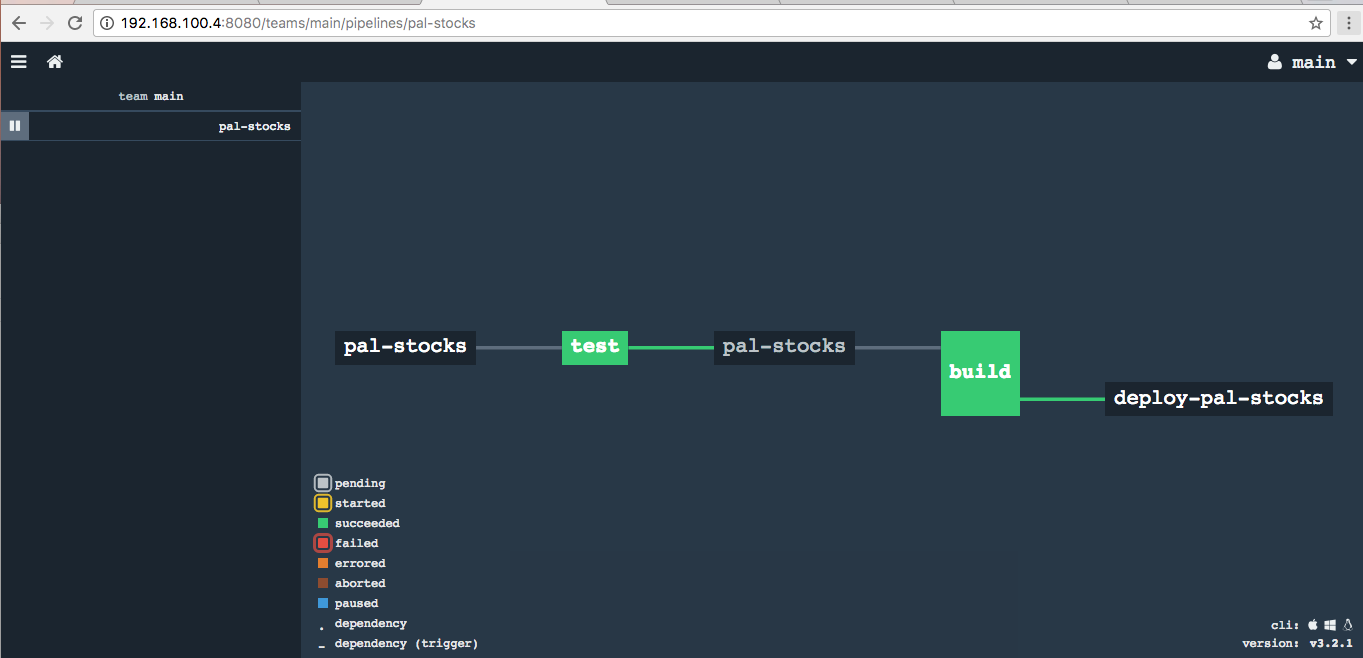 192.168.100.4:8080/teams/main/pipelines/pal-stocks
main
team main
pal-stocks
pal-stocks
test
pal-stocks
build
deploy-pal-stocks
pending
started
succeeded
failed
errored
aborted
paused
. dependency
– dependency (trigger)
cli:
version: v3.2.1